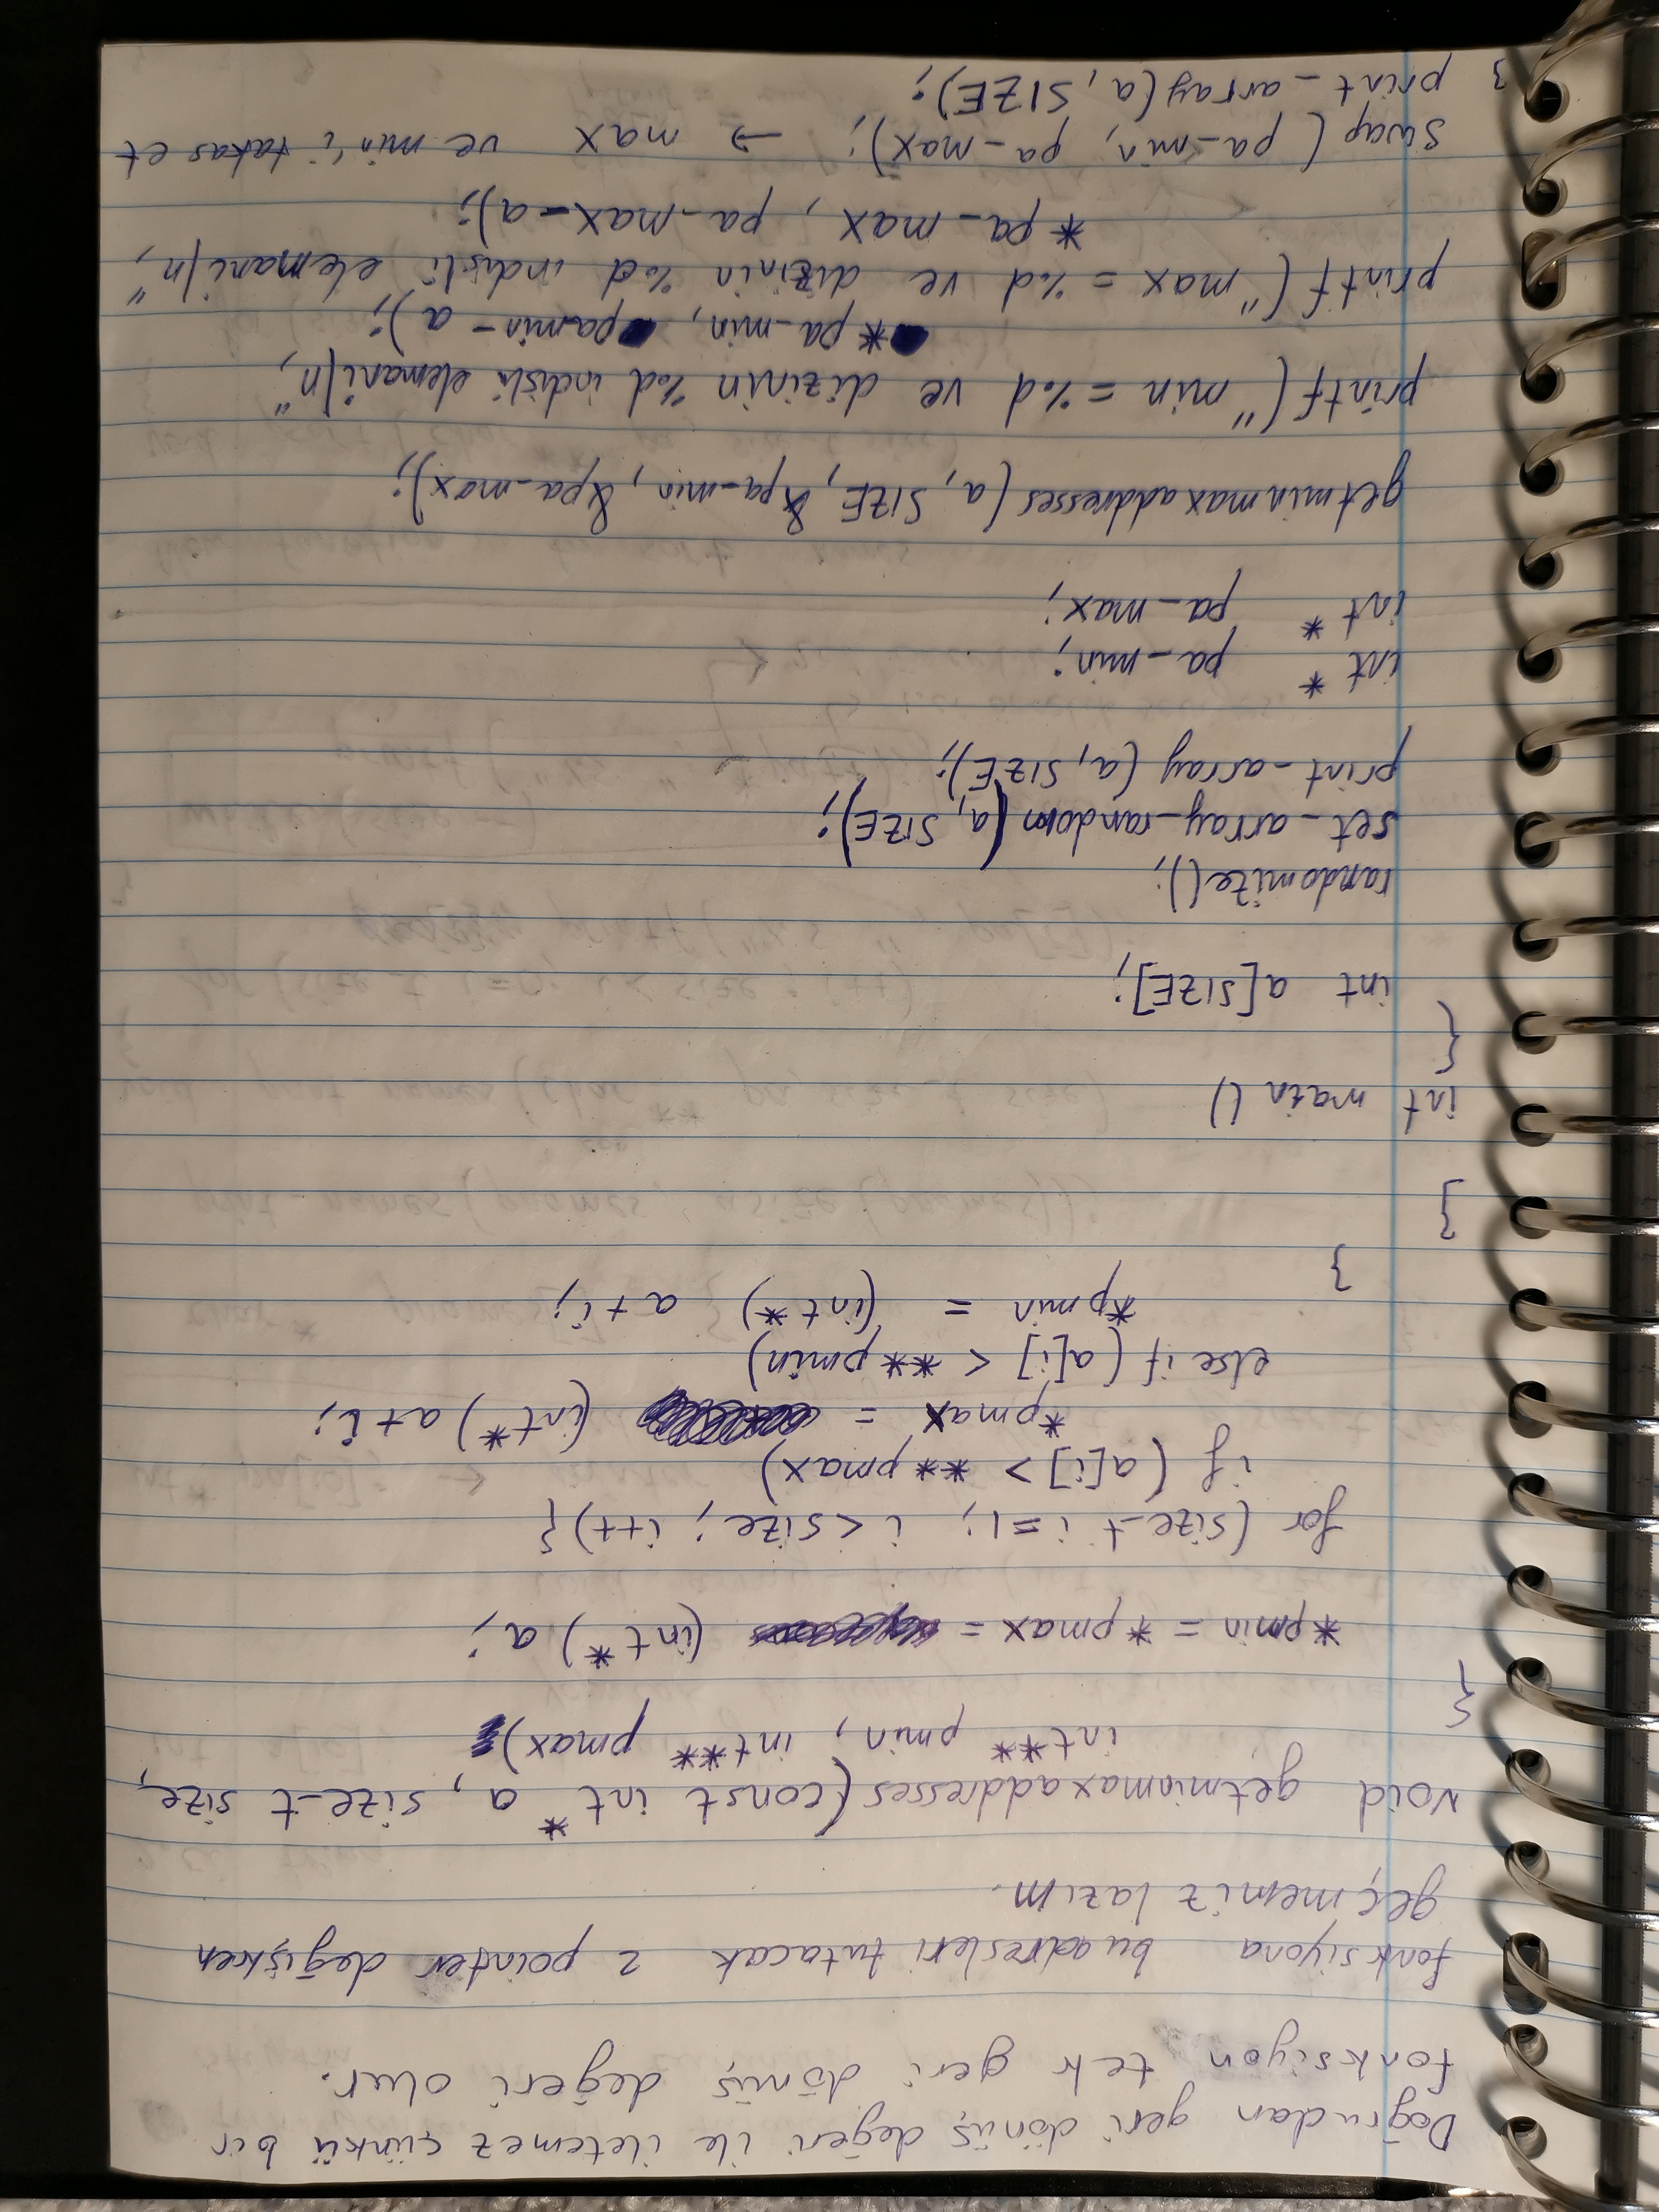 Doğrudan geri dönüş değeri ile iletemez çünkü bir
fonksiyon tek geri dönüş değeri olur.
fonksiyona bu adresleri tutacak 2 pointer değişken
geçmemiz lazım.
void getminmaxaddresses(const int* a, size_t size,
int** pmin, int** pmax)
{
*pmin = *pmax = (int*) a;
for (size_t i=1; i<size; i++){
if (a[i] > **pmax)
*pmax = (int*) a+i;
else if (a[i] < **pmin)
*pmin = (int*) a+i;
}
}
int main()
{
int a[SIZE];
randomize();
set_array_random(a, SIZE);
print_array(a, SIZE);
int* pa_min;
int* pa_max;
getminmaxaddresses(a, SIZE, &pa_min, &pa_max);
printf("min = %d ve dizinin %d indisli elemani\n",
*pa_min, pa_min - a);
printf("max = %d ve dizinin %d indisli elemani\n",
*pa_max, pa_max - a);
swap(pa_min, pa_max); → max ve min'i takas et
} print_array(a, SIZE);